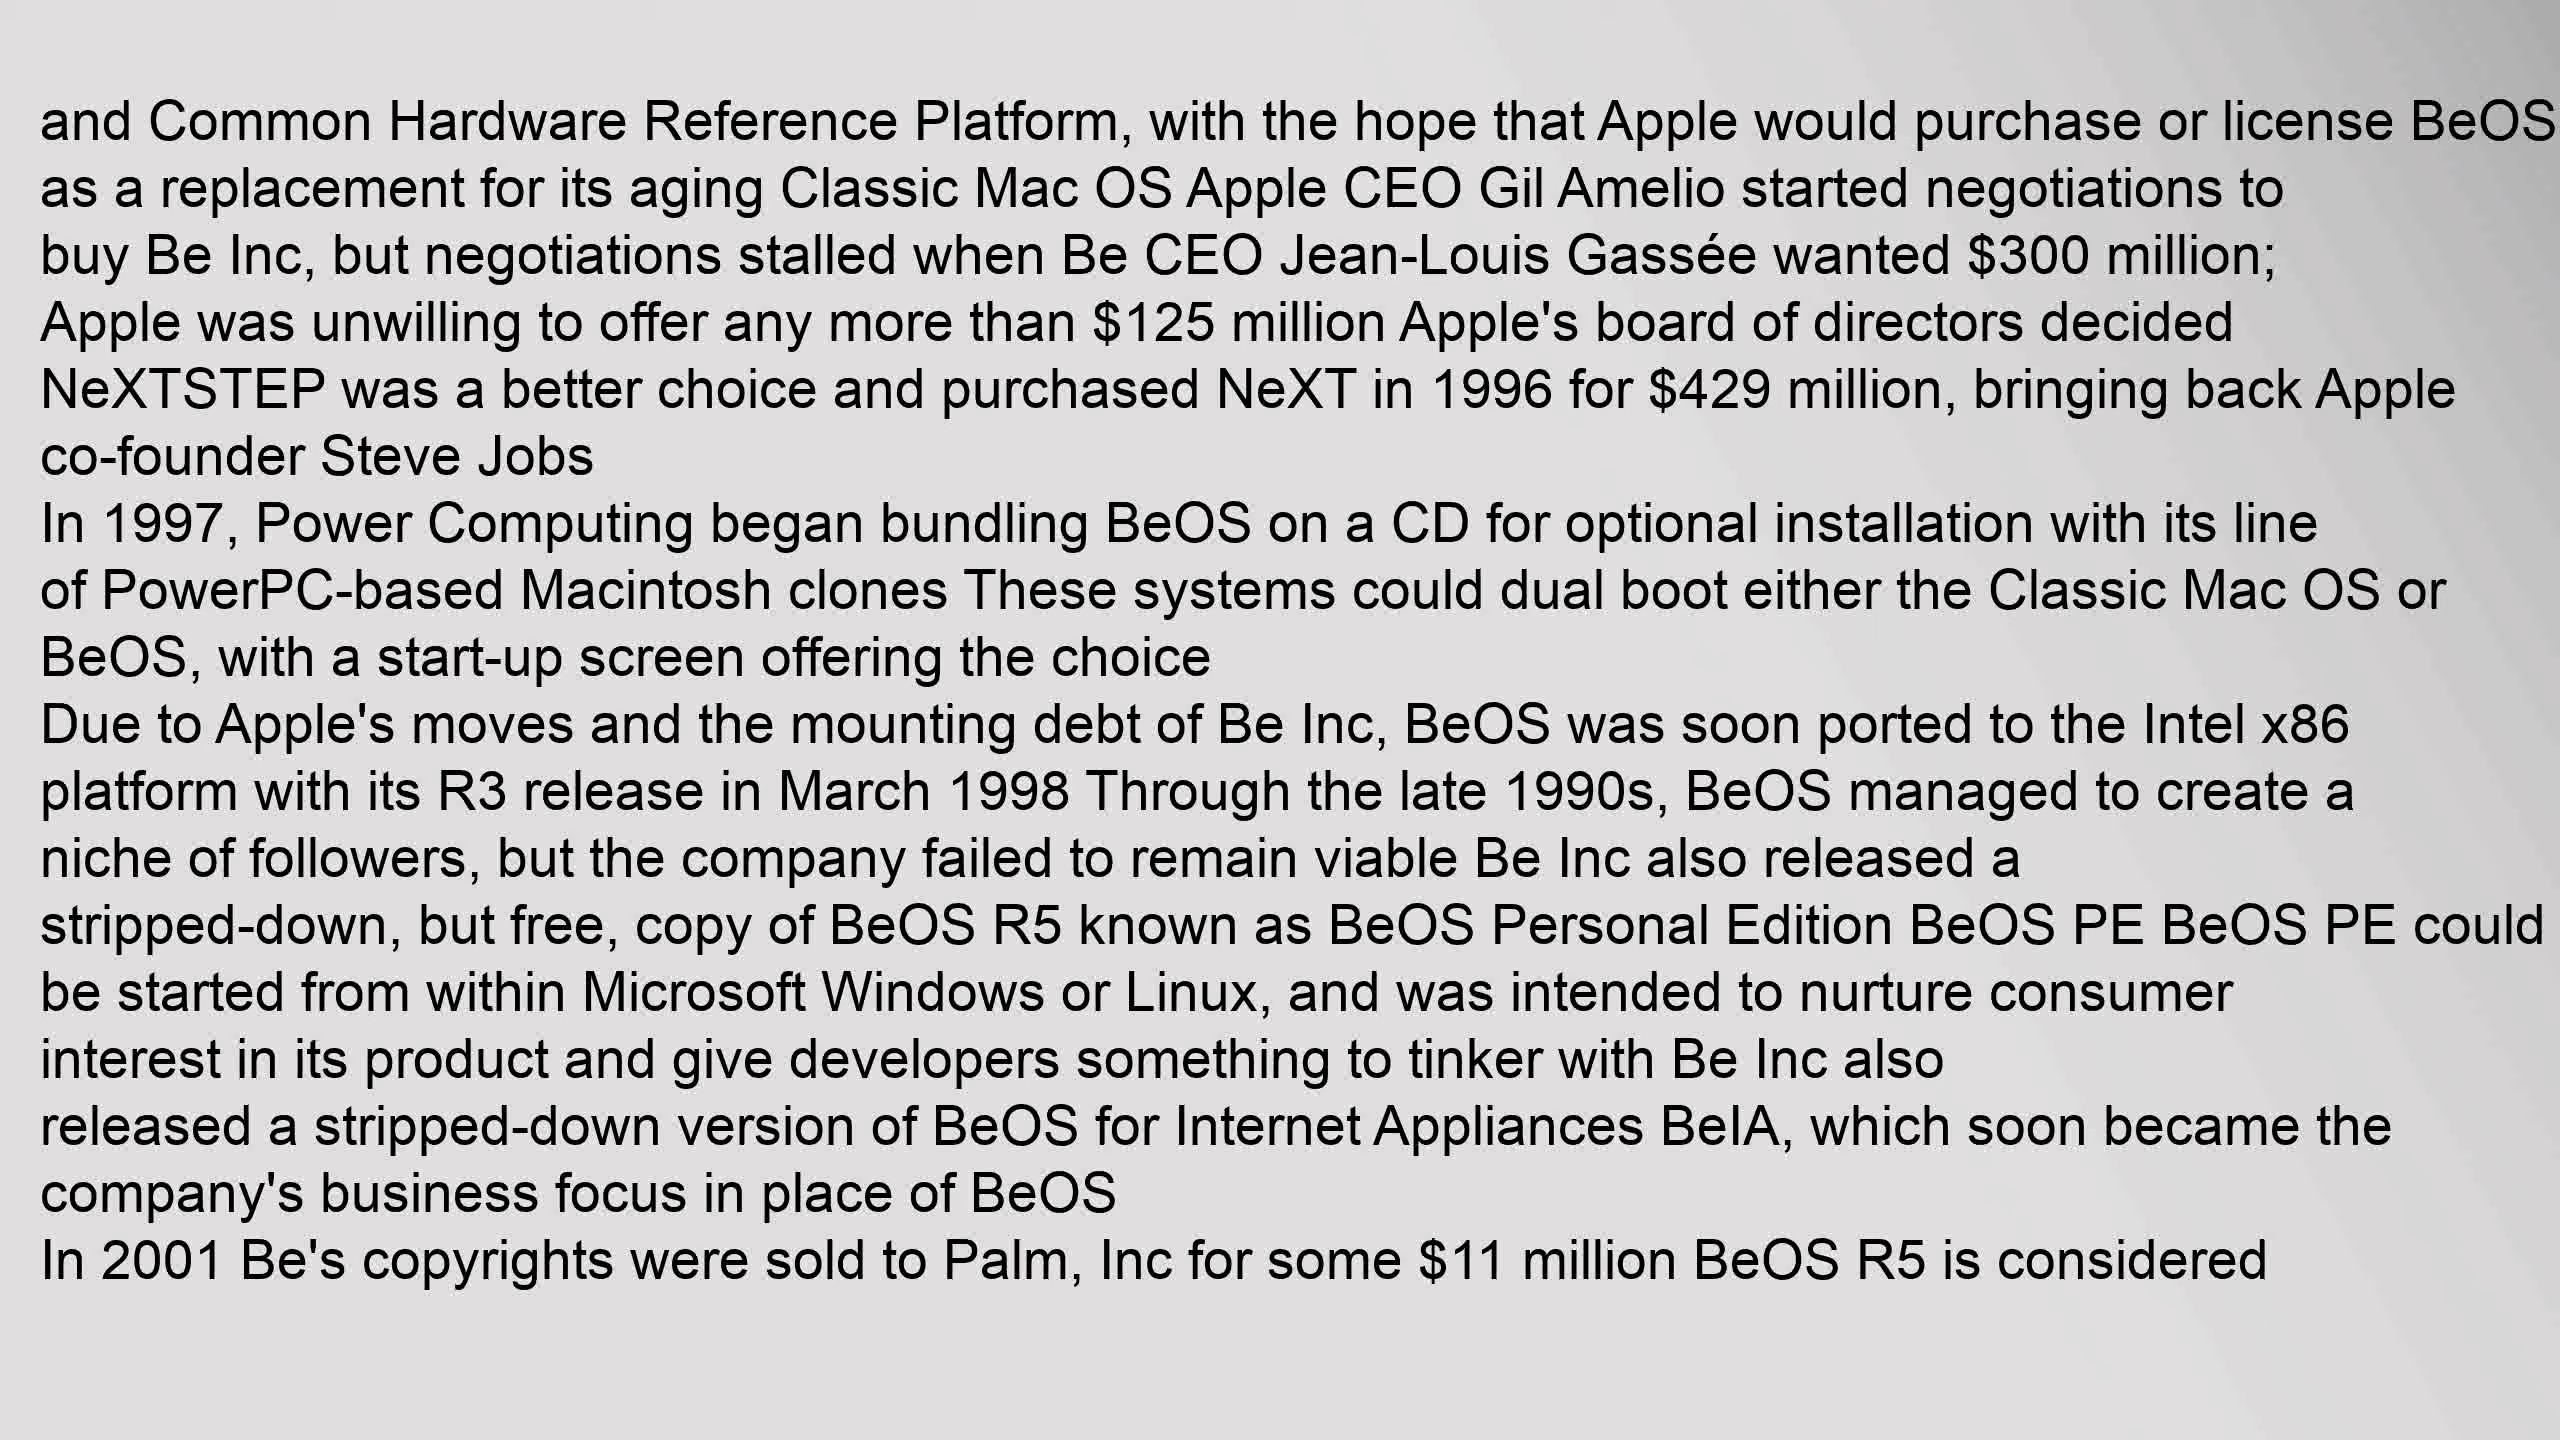 and Common Hardware Reference Platform, with the hope that Apple would purchase or license BeOS
as a replacement for its aging Classic Mac OS Apple CEO Gil Amelio started negotiations to
buy Be Inc, but negotiations stalled when Be CEO Jean-Louis Gassée wanted $300 million;
Apple was unwilling to offer any more than $125 million Apple's board of directors decided
NeXTSTEP was a better choice and purchased NeXT in 1996 for $429 million, bringing back Apple
co-founder Steve Jobs
In 1997, Power Computing began bundling BeOS on a CD for optional installation with its line
of PowerPC-based Macintosh clones These systems could dual boot either the Classic Mac OS or
BeOS, with a start-up screen offering the choice
Due to Apple's moves and the mounting debt of Be Inc, BeOS was soon ported to the Intel x86
platform with its R3 release in March 1998 Through the late 1990s, BeOS managed to create a
niche of followers, but the company failed to remain viable Be Inc also released a
stripped-down, but free, copy of BeOS R5 known as BeOS Personal Edition BeOS PE BeOS PE could
be started from within Microsoft Windows or Linux, and was intended to nurture consumer
interest in its product and give developers something to tinker with Be Inc also
released a stripped-down version of BeOS for Internet Appliances BeIA, which soon became the
company's business focus in place of BeOS
In 2001 Be's copyrights were sold to Palm, Inc for some $11 million BeOS R5 is considered